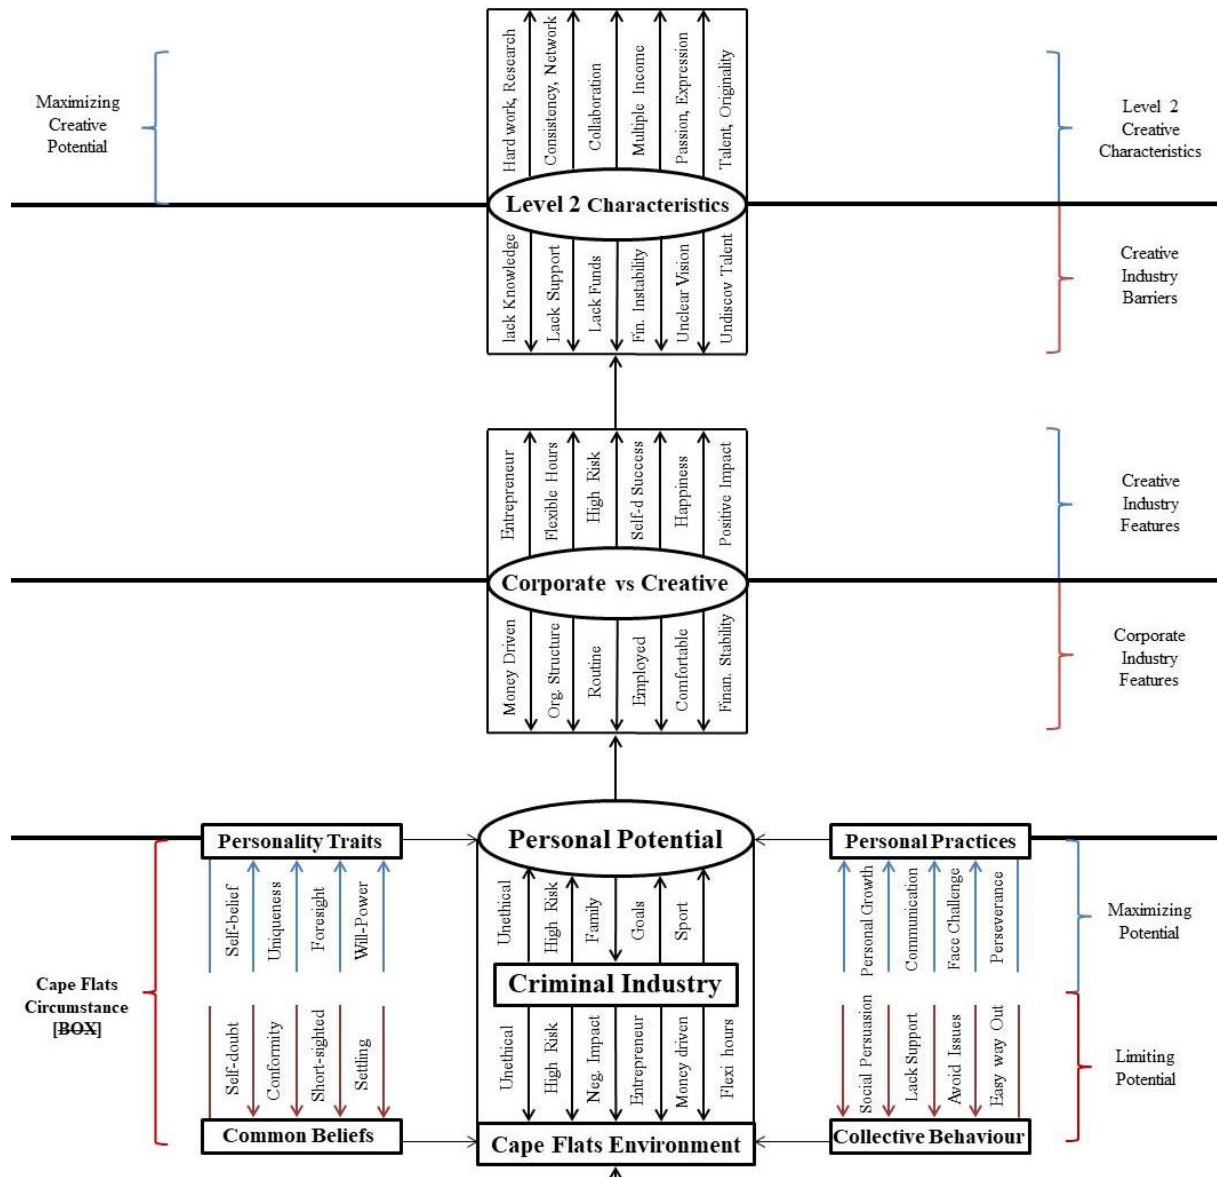 Maximizing
Creative
Potential
Hard work, Research
Consistency, Network
Collaboration
Multiple Income
Passion, Expression
Talent, Originality
Level 2
Creative
Characteristics
Level 2 Characteristics
lack Knowledge
Lack Support
Lack Funds
Fin. Instability
Unclear Vision
Undiscov Talent
Creative
Industry
Barriers
Entrepreneur
Flexible Hours
High Risk
Self-d Success
Happiness
Positive Impact
Creative
Industry
Features
Corporate vs Creative
Money Driven
Org. Structure
Routine
Employed
Comfortable
Finan. Stability
Corporate
Industry
Features
Personality Traits
Personal Potential
Personal Practices
Self-belief
Uniqueness
Foresight
Will-Power
Unethical
High Risk
Family
Goals
Sport
Personal Growth
Communication
Face Challenge
Perseverance
Maximizing
Potential
Criminal Industry
Cape Flats
Circumstance
[BOX]
Self-doubt
Conformity
Short-sighted
Settling
Unethical
High Risk
Neg. Impact
Entrepreneur
Money driven
Flexi hours
Social Persuasion
Lack Support
Avoid Issues
Easy way Out
Limiting
Potential
Common Beliefs
Cape Flats Environment
Collective Behaviour